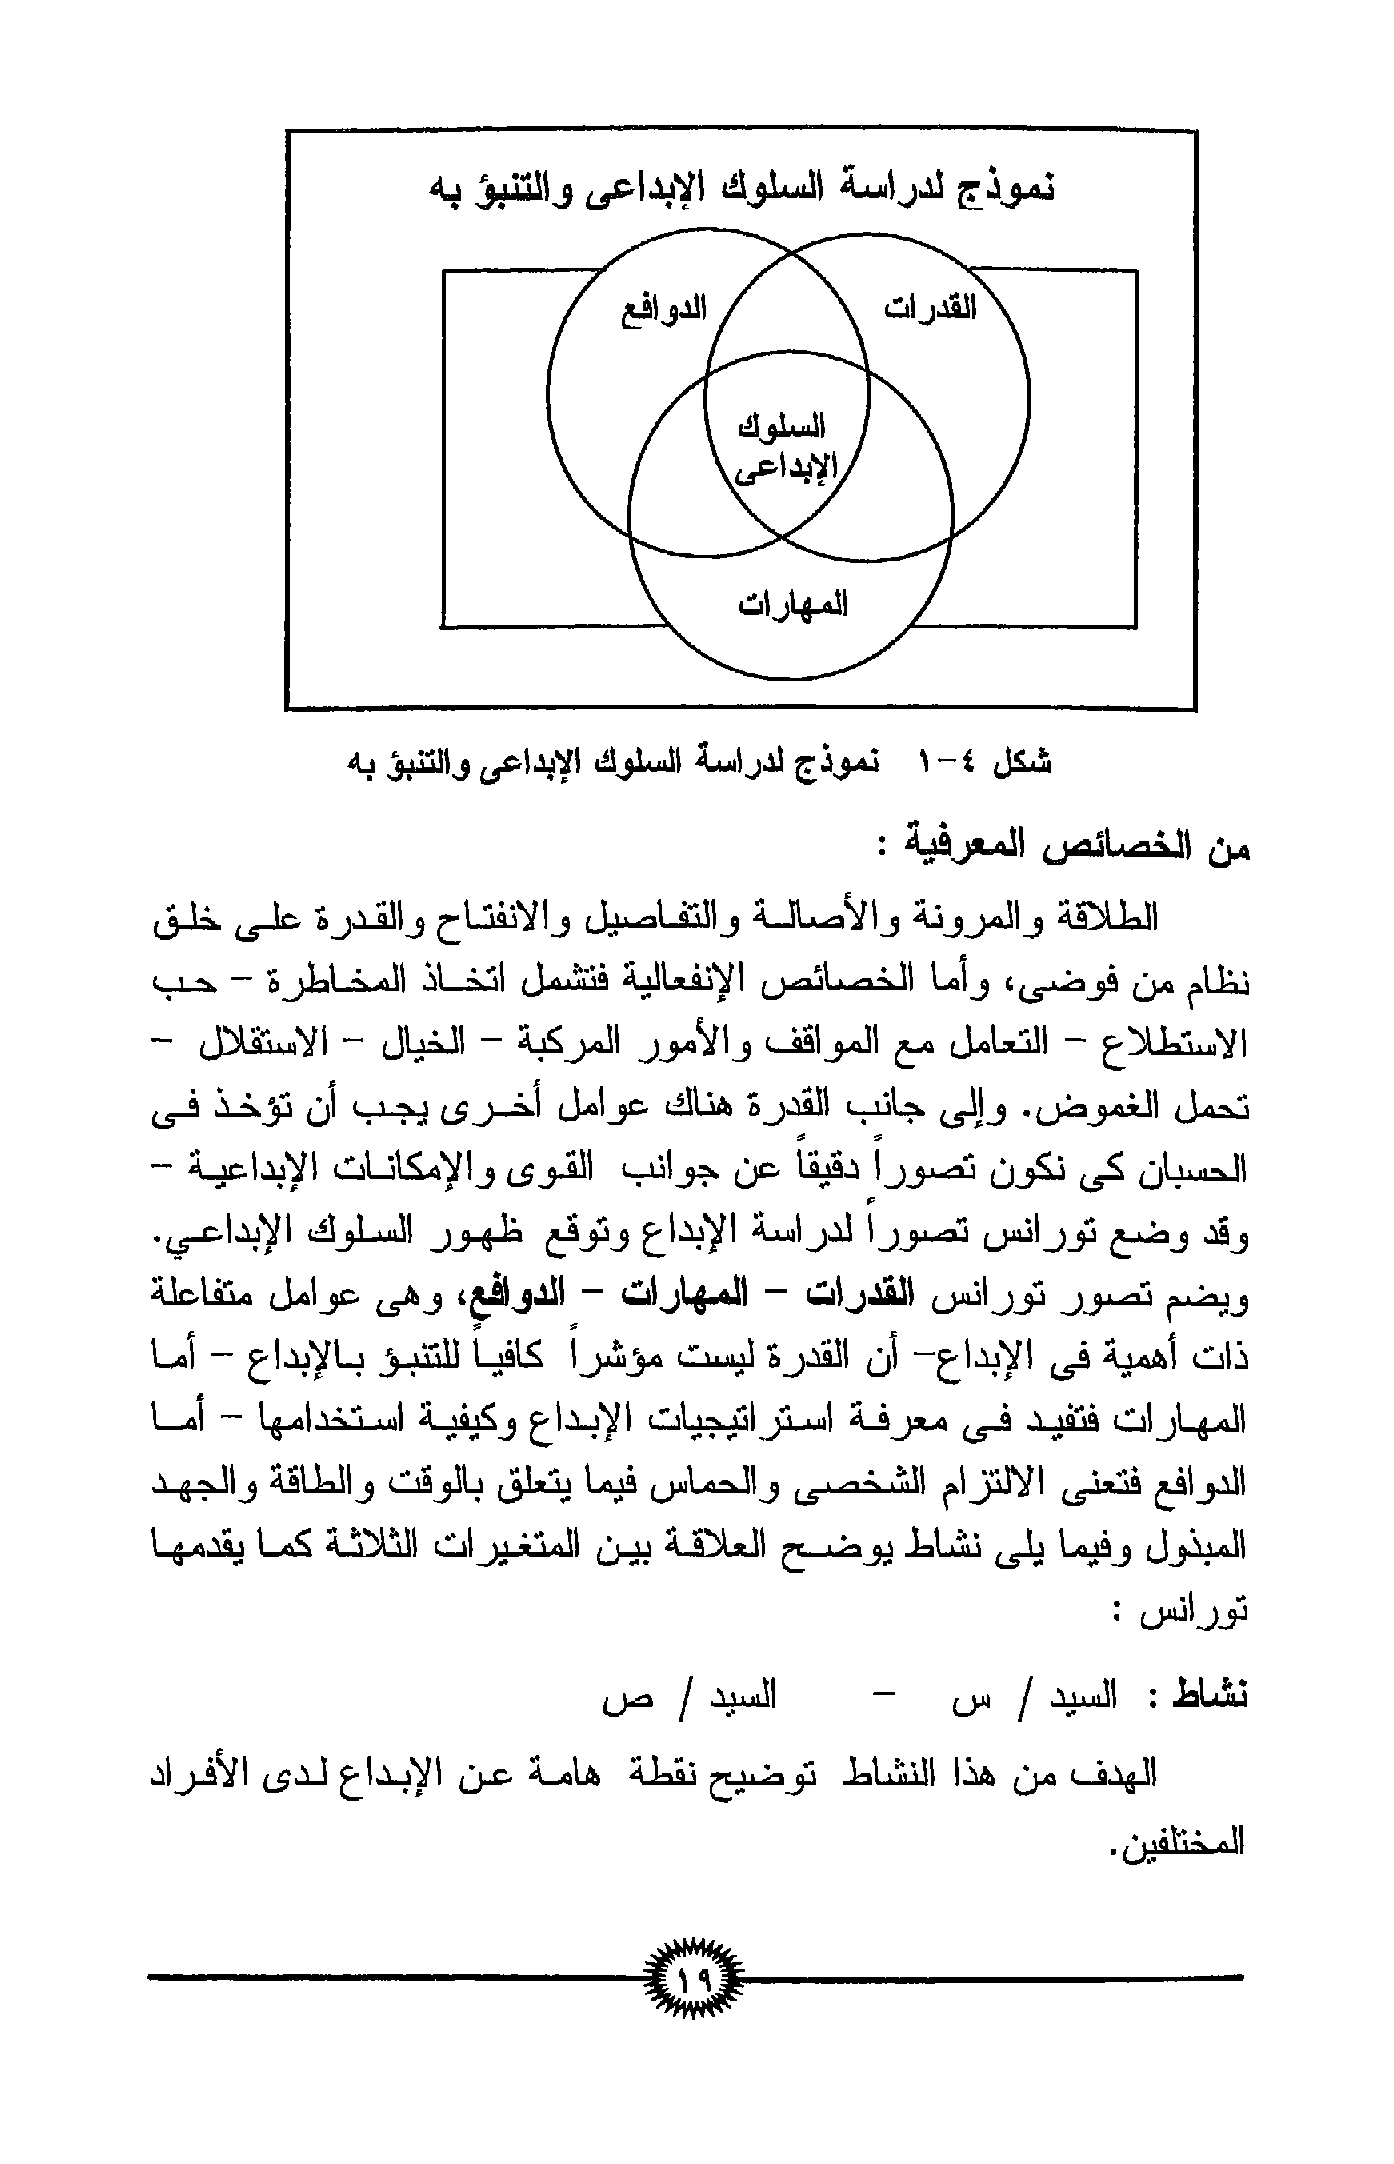 نموذج لدراسة السلوك الإبداعى والتنبؤ به
القدرات
الدوافع
السلوك
الإبداعى
المهارات
شكل ٤-١ نموذج لدراسة السلوك الإبداعى والتنبؤ به
من الخصائص المعرفية :
الطلاقة والمرونة والأصالة والتفاصيل والانفتاح والقدرة على خلق
نظام من فوضى، وأما الخصائص الإنفعالية فتشمل اتخاذ المخاطرة - حب
الاستطلاع - التعامل مع المواقف والأمور المركبة - الخيال - الاستقلال -
تحمل الغموض. وإلى جانب القدرة هناك عوامل أخرى يجب أن تؤخذ فى
الحسبان كى نكون تصوراً دقيقاً عن جوانب القوى والإمكانات الإبداعية -
وقد وضع تورانس تصوراً لدراسة الإبداع وتوقع ظهور السلوك الإبداعي.
ويضم تصور تورانس القدرات - المهارات - الدوافع، وهى عوامل متفاعلة
ذات أهمية فى الإبداع- أن القدرة ليست مؤشراً كافياً للتنبؤ بالإبداع - أما
المهارات فتفيد فى معرفة استراتيجيات الإبداع وكيفية استخدامها - أما
الدوافع فتعنى الالتزام الشخصى والحماس فيما يتعلق بالوقت والطاقة والجهد
المبذول وفيما يلى نشاط يوضح العلاقة بين المتغيرات الثلاثة كما يقدمها
تورانس :
نشاط : السيد / س - السيد / ص
الهدف من هذا النشاط توضيح نقطة هامة عن الإبداع لدى الأفراد
المختلفين.
١٩